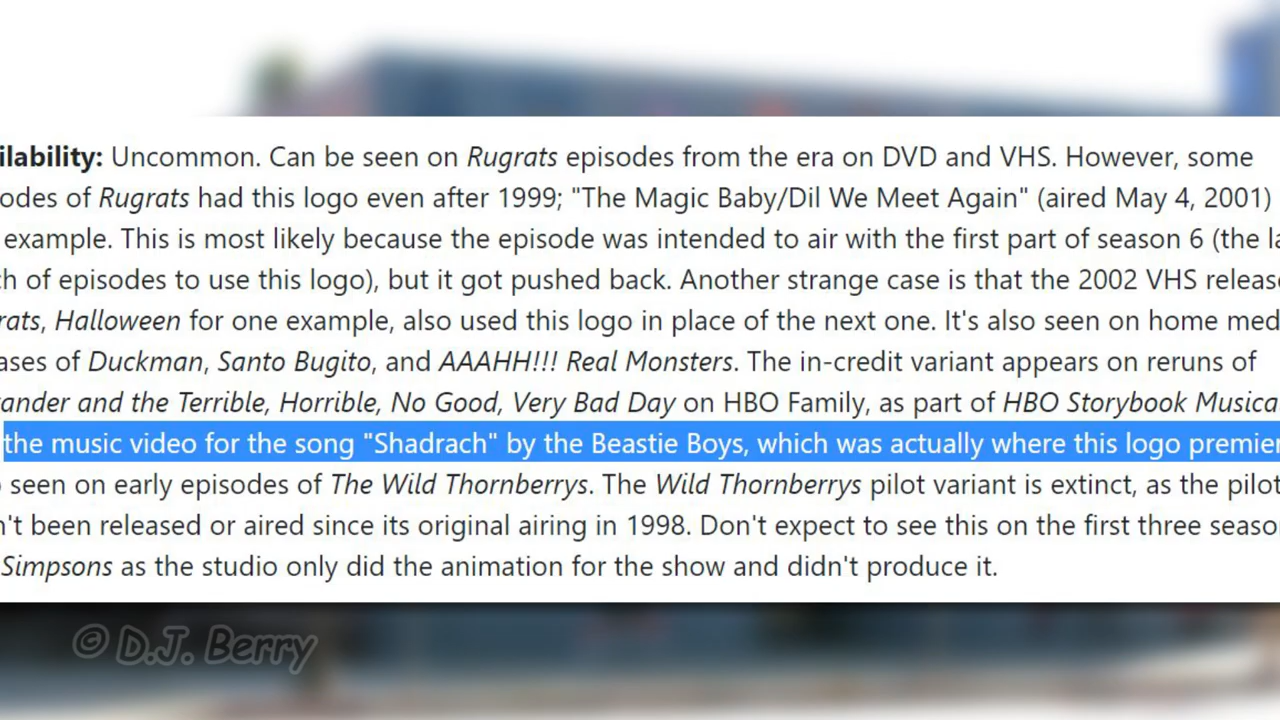 ilability: Uncommon. Can be seen on Rugrats episodes from the era on DVD and VHS. However, some
odes of Rugrats had this logo even after 1999; "The Magic Baby/Dil We Meet Again" (aired May 4, 2001)
example. This is most likely because the episode was intended to air with the first part of season 6 (the la
ch of episodes to use this logo), but it got pushed back. Another strange case is that the 2002 VHS release
rats, Halloween for one example, also used this logo in place of the next one. It's also seen on home med
ases of Duckman, Santo Bugito, and AAAHH!!! Real Monsters. The in-credit variant appears on reruns of
ander and the Terrible, Horrible, No Good, Very Bad Day on HBO Family, as part of HBO Storybook Musica
the music video for the song "Shadrach" by the Beastie Boys, which was actually where this logo premier
seen on early episodes of The Wild Thornberrys. The Wild Thornberrys pilot variant is extinct, as the pilot
n't been released or aired since its original airing in 1998. Don't expect to see this on the first three seaso
Simpsons as the studio only did the animation for the show and didn't produce it.
© D.J. Berry